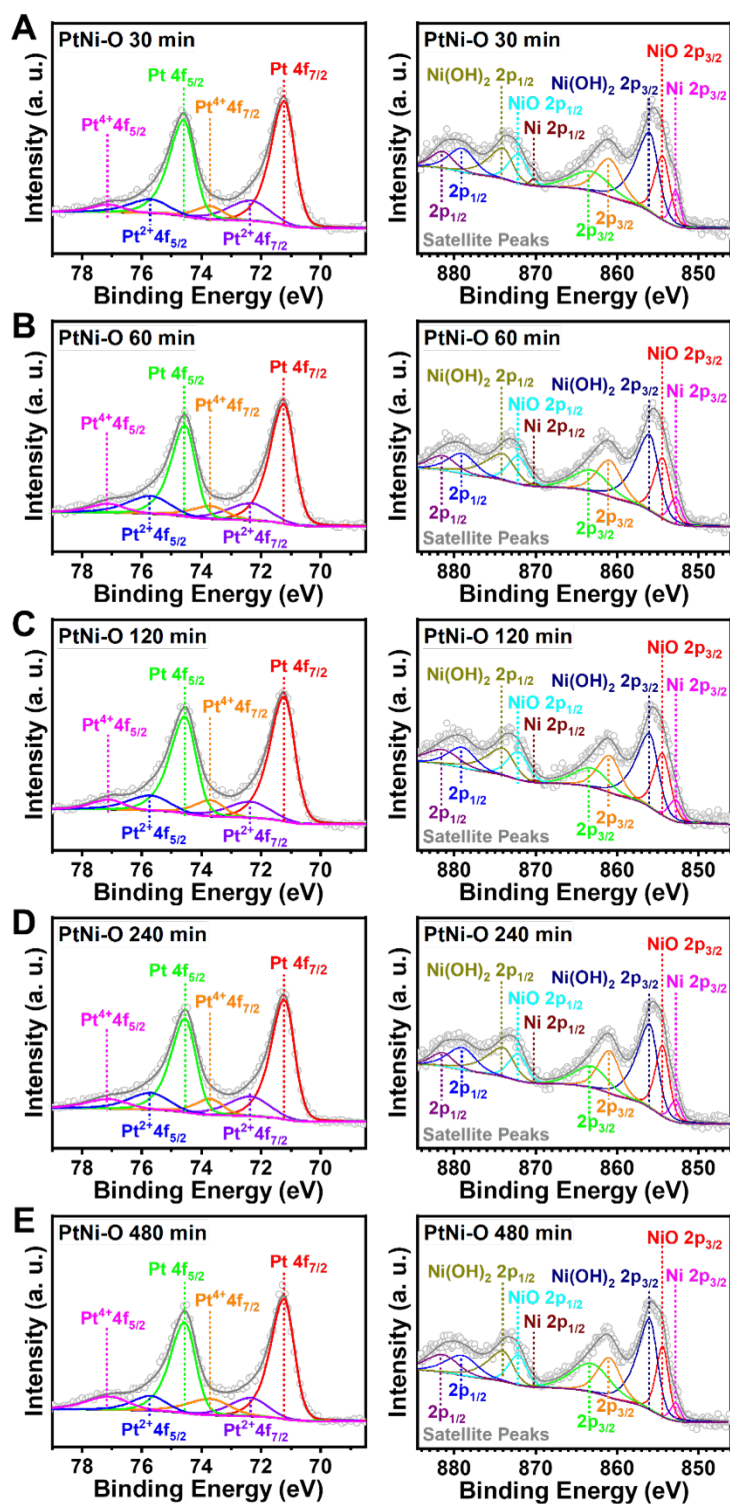 A
PtNi-O 30 min
Pt 4f5/2
Pt 4f7/2
Pt4+4f5/2
Pt4+4f7/2
Pt2+4f5/2
Pt2+4f7/2
Intensity (a. u.)
78 76 74 72 70
Binding Energy (eV)
PtNi-O 30 min
NiO 2p3/2
Ni(OH)2 2p3/2
Ni 2p3/2
Ni(OH)2 2p1/2
NiO 2p1/2
Ni 2p1/2
2p1/2
2p1/2
2p3/2
2p3/2
Satellite Peaks
Intensity (a. u.)
880 870 860 850
Binding Energy (eV)
B
PtNi-O 60 min
Pt 4f5/2
Pt 4f7/2
Pt4+4f5/2
Pt4+4f7/2
Pt2+4f5/2
Pt2+4f7/2
Intensity (a. u.)
78 76 74 72 70
Binding Energy (eV)
PtNi-O 60 min
NiO 2p3/2
Ni(OH)2 2p1/2
Ni(OH)2 2p3/2
Ni 2p3/2
NiO 2p1/2
Ni 2p1/2
2p1/2
2p1/2
2p3/2
2p3/2
Satellite Peaks
Intensity (a. u.)
880 870 860 850
Binding Energy (eV)
C
PtNi-O 120 min
Pt 4f5/2
Pt 4f7/2
Pt4+4f5/2
Pt4+4f7/2
Pt2+4f5/2
Pt2+4f7/2
Intensity (a. u.)
78 76 74 72 70
Binding Energy (eV)
PtNi-O 120 min
NiO 2p3/2
Ni(OH)2 2p1/2
Ni(OH)2 2p3/2
Ni 2p3/2
NiO 2p1/2
Ni 2p1/2
2p1/2
2p1/2
2p3/2
2p3/2
Satellite Peaks
Intensity (a. u.)
880 870 860 850
Binding Energy (eV)
D
PtNi-O 240 min
Pt 4f5/2
Pt 4f7/2
Pt4+4f5/2
Pt4+4f7/2
Pt2+4f5/2
Pt2+4f7/2
Intensity (a. u.)
78 76 74 72 70
Binding Energy (eV)
PtNi-O 240 min
NiO 2p3/2
Ni(OH)2 2p1/2
Ni(OH)2 2p3/2
Ni 2p3/2
NiO 2p1/2
Ni 2p1/2
2p1/2
2p1/2
2p3/2
2p3/2
Satellite Peaks
Intensity (a. u.)
880 870 860 850
Binding Energy (eV)
E
PtNi-O 480 min
Pt 4f5/2
Pt 4f7/2
Pt4+4f5/2
Pt4+4f7/2
Pt2+4f5/2
Pt2+4f7/2
Intensity (a. u.)
78 76 74 72 70
Binding Energy (eV)
PtNi-O 480 min
NiO 2p3/2
Ni(OH)2 2p1/2
Ni(OH)2 2p3/2
Ni 2p3/2
NiO 2p1/2
Ni 2p1/2
2p1/2
2p1/2
2p3/2
2p3/2
Satellite Peaks
Intensity (a. u.)
880 870 860 850
Binding Energy (eV)